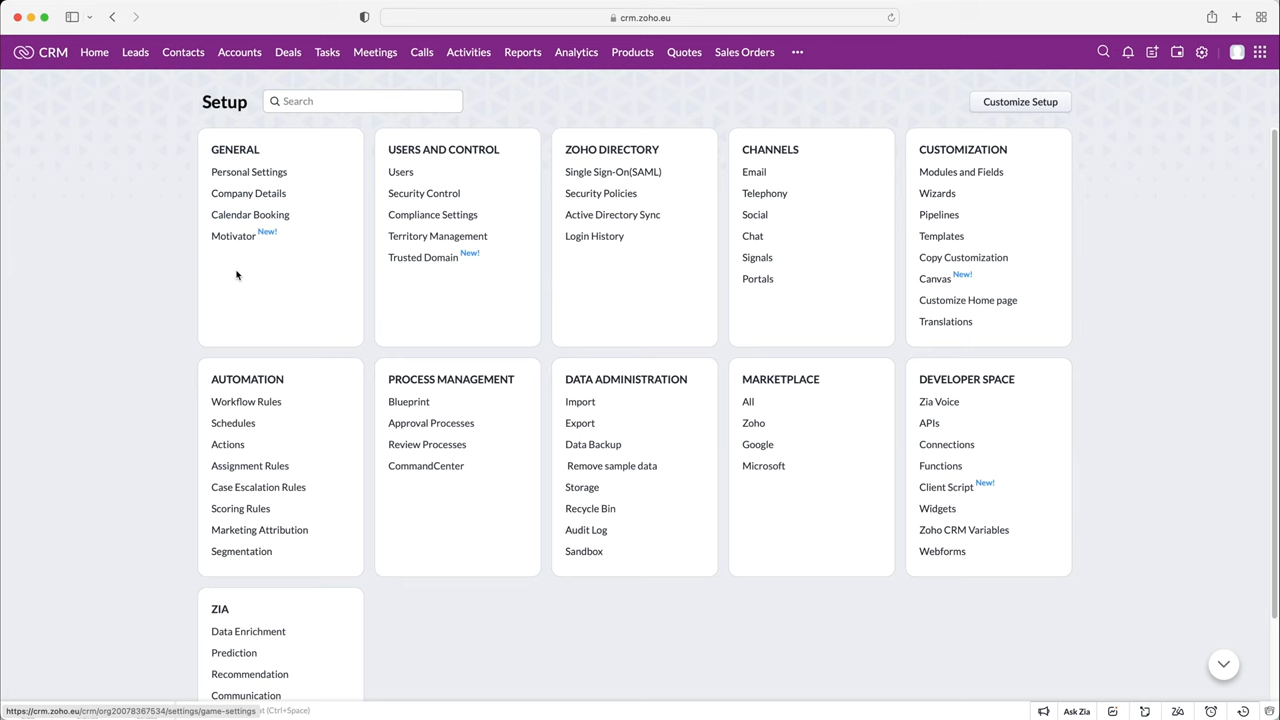 crm.zoho.eu
CRM Home Leads Contacts Accounts Deals Tasks Meetings Calls Activities Reports Analytics Products Quotes Sales Orders •••
Setup Search Customize Setup
GENERAL
Personal Settings
Company Details
Calendar Booking
Motivator New!
USERS AND CONTROL
Users
Security Control
Compliance Settings
Territory Management
Trusted Domain New!
ZOHO DIRECTORY
Single Sign-On(SAML)
Security Policies
Active Directory Sync
Login History
CHANNELS
Email
Telephony
Social
Chat
Signals
Portals
CUSTOMIZATION
Modules and Fields
Wizards
Pipelines
Templates
Copy Customization
Canvas New!
Customize Home page
Translations
AUTOMATION
Workflow Rules
Schedules
Actions
Assignment Rules
Case Escalation Rules
Scoring Rules
Marketing Attribution
Segmentation
PROCESS MANAGEMENT
Blueprint
Approval Processes
Review Processes
CommandCenter
DATA ADMINISTRATION
Import
Export
Data Backup
Remove sample data
Storage
Recycle Bin
Audit Log
Sandbox
MARKETPLACE
All
Zoho
Google
Microsoft
DEVELOPER SPACE
Zia Voice
APIs
Connections
Functions
Client Script New!
Widgets
Zoho CRM Variables
Webforms
ZIA
Data Enrichment
Prediction
Recommendation
Communication
https://crm.zoho.eu/crm/org20078367534/settings/game-settings (Ctrl+Space) Ask Zia